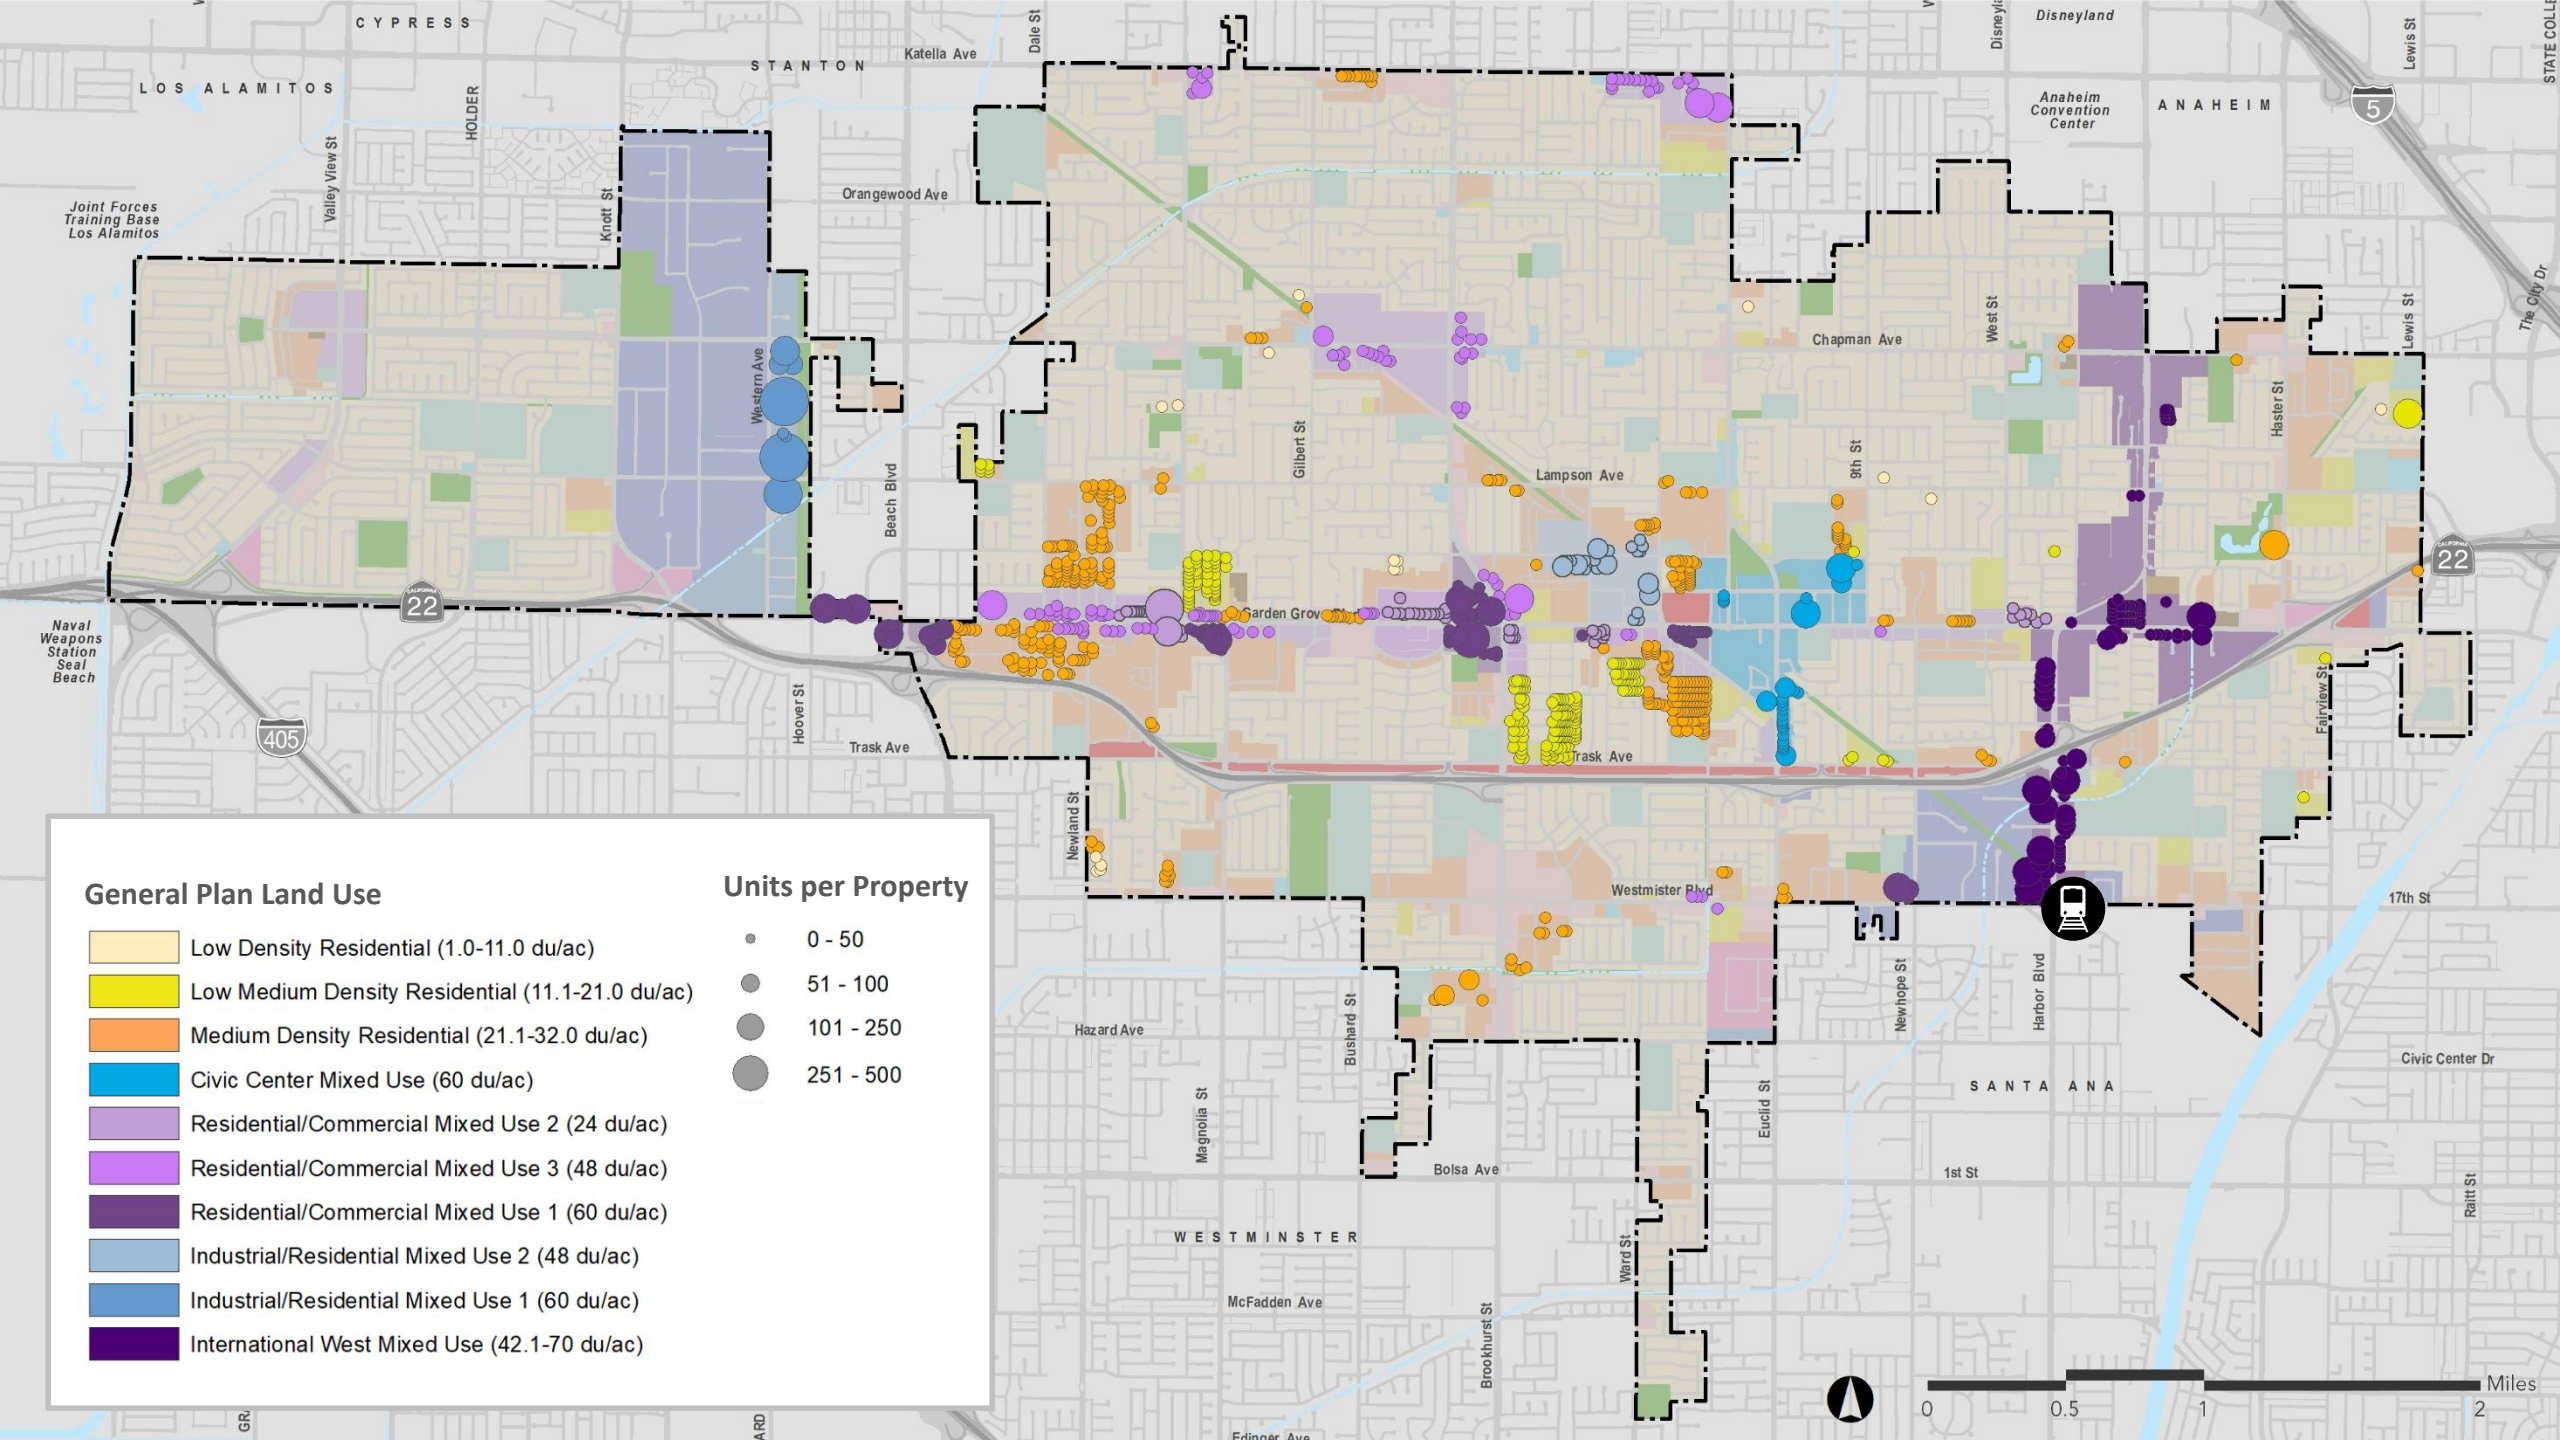 CYPRESS
Katella Ave
Dale St
Disneyland
Lewis St
STANTON
LOS ALAMITOS
HOLDER
Anaheim
Convention
Center
ANAHEIM
5
Valley View St
Knott St
Orangewood Ave
Joint Forces
Training Base
Los Alamitos
The City Dr
West St
Chapman Ave
Lewis St
Western Ave
Haster St
Gilbert St
9th St
Lampson Ave
Beach Blvd
22
22
Garden Grove Blvd
Naval
Weapons
Station
Seal
Beach
405
Hoover St
Trask Ave
Trask Ave
Fairview St
Newland St
Westmister Blvd
17th St
Hazard Ave
Bushard St
Newhope St
Harbor Blvd
Civic Center Dr
SANTA ANA
Magnolia St
Euclid St
Bolsa Ave
1st St
Raitt St
WESTMINSTER
Ward St
McFadden Ave
Brookhurst St
Edinger Ave
General Plan Land Use
Low Density Residential (1.0-11.0 du/ac)
Low Medium Density Residential (11.1-21.0 du/ac)
Medium Density Residential (21.1-32.0 du/ac)
Civic Center Mixed Use (60 du/ac)
Residential/Commercial Mixed Use 2 (24 du/ac)
Residential/Commercial Mixed Use 3 (48 du/ac)
Residential/Commercial Mixed Use 1 (60 du/ac)
Industrial/Residential Mixed Use 2 (48 du/ac)
Industrial/Residential Mixed Use 1 (60 du/ac)
International West Mixed Use (42.1-70 du/ac)
Units per Property
0 - 50
51 - 100
101 - 250
251 - 500
Miles
0 0.5 1 2